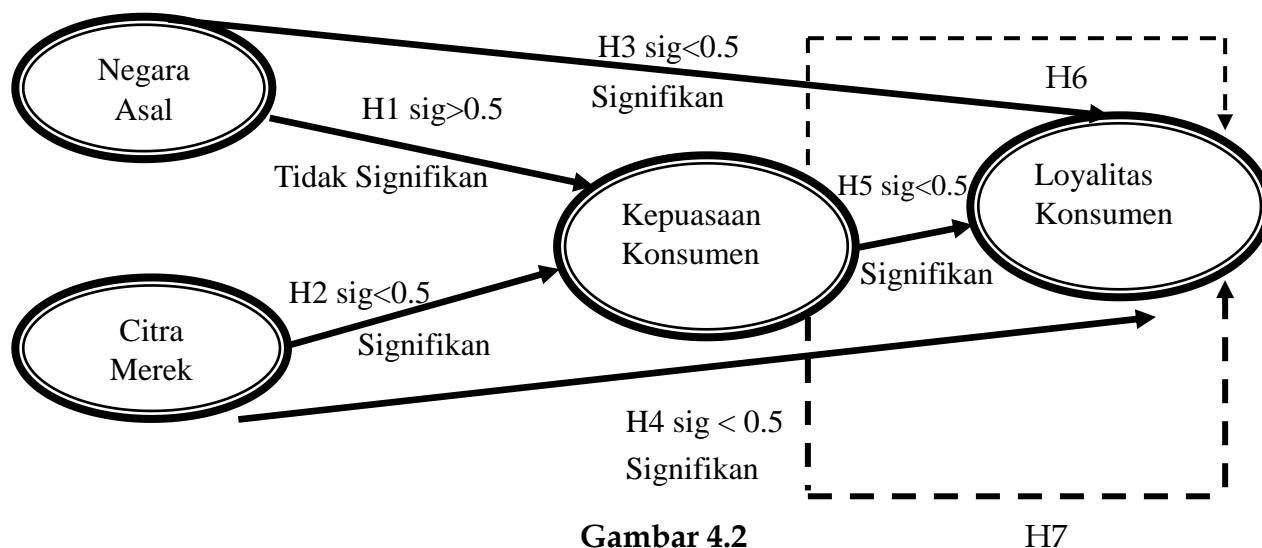 H3 sig<0.5
Signifikan
H6
Negara
Asal
H1 sig>0.5
Tidak Signifikan
H5 sig<0.5
Signifikan
Loyalitas
Konsumen
Kepuasaan
Konsumen
H2 sig<0.5
Signifikan
Citra
Merek
H4 sig < 0.5
Signifikan
Gambar 4.2
H7